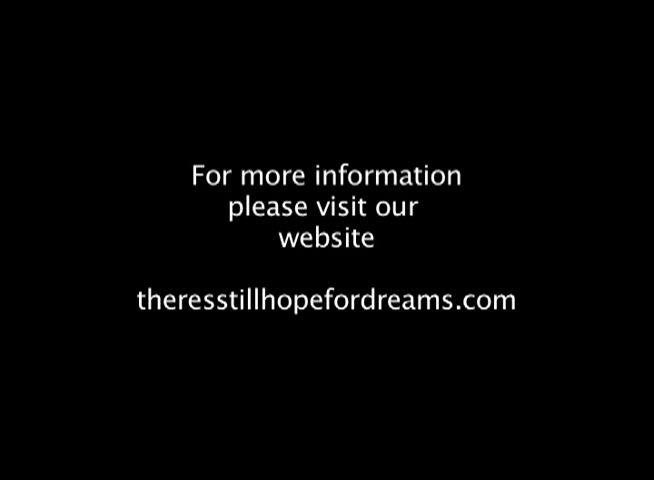 For more information
please visit our
website
theresstillhopefordreams.com